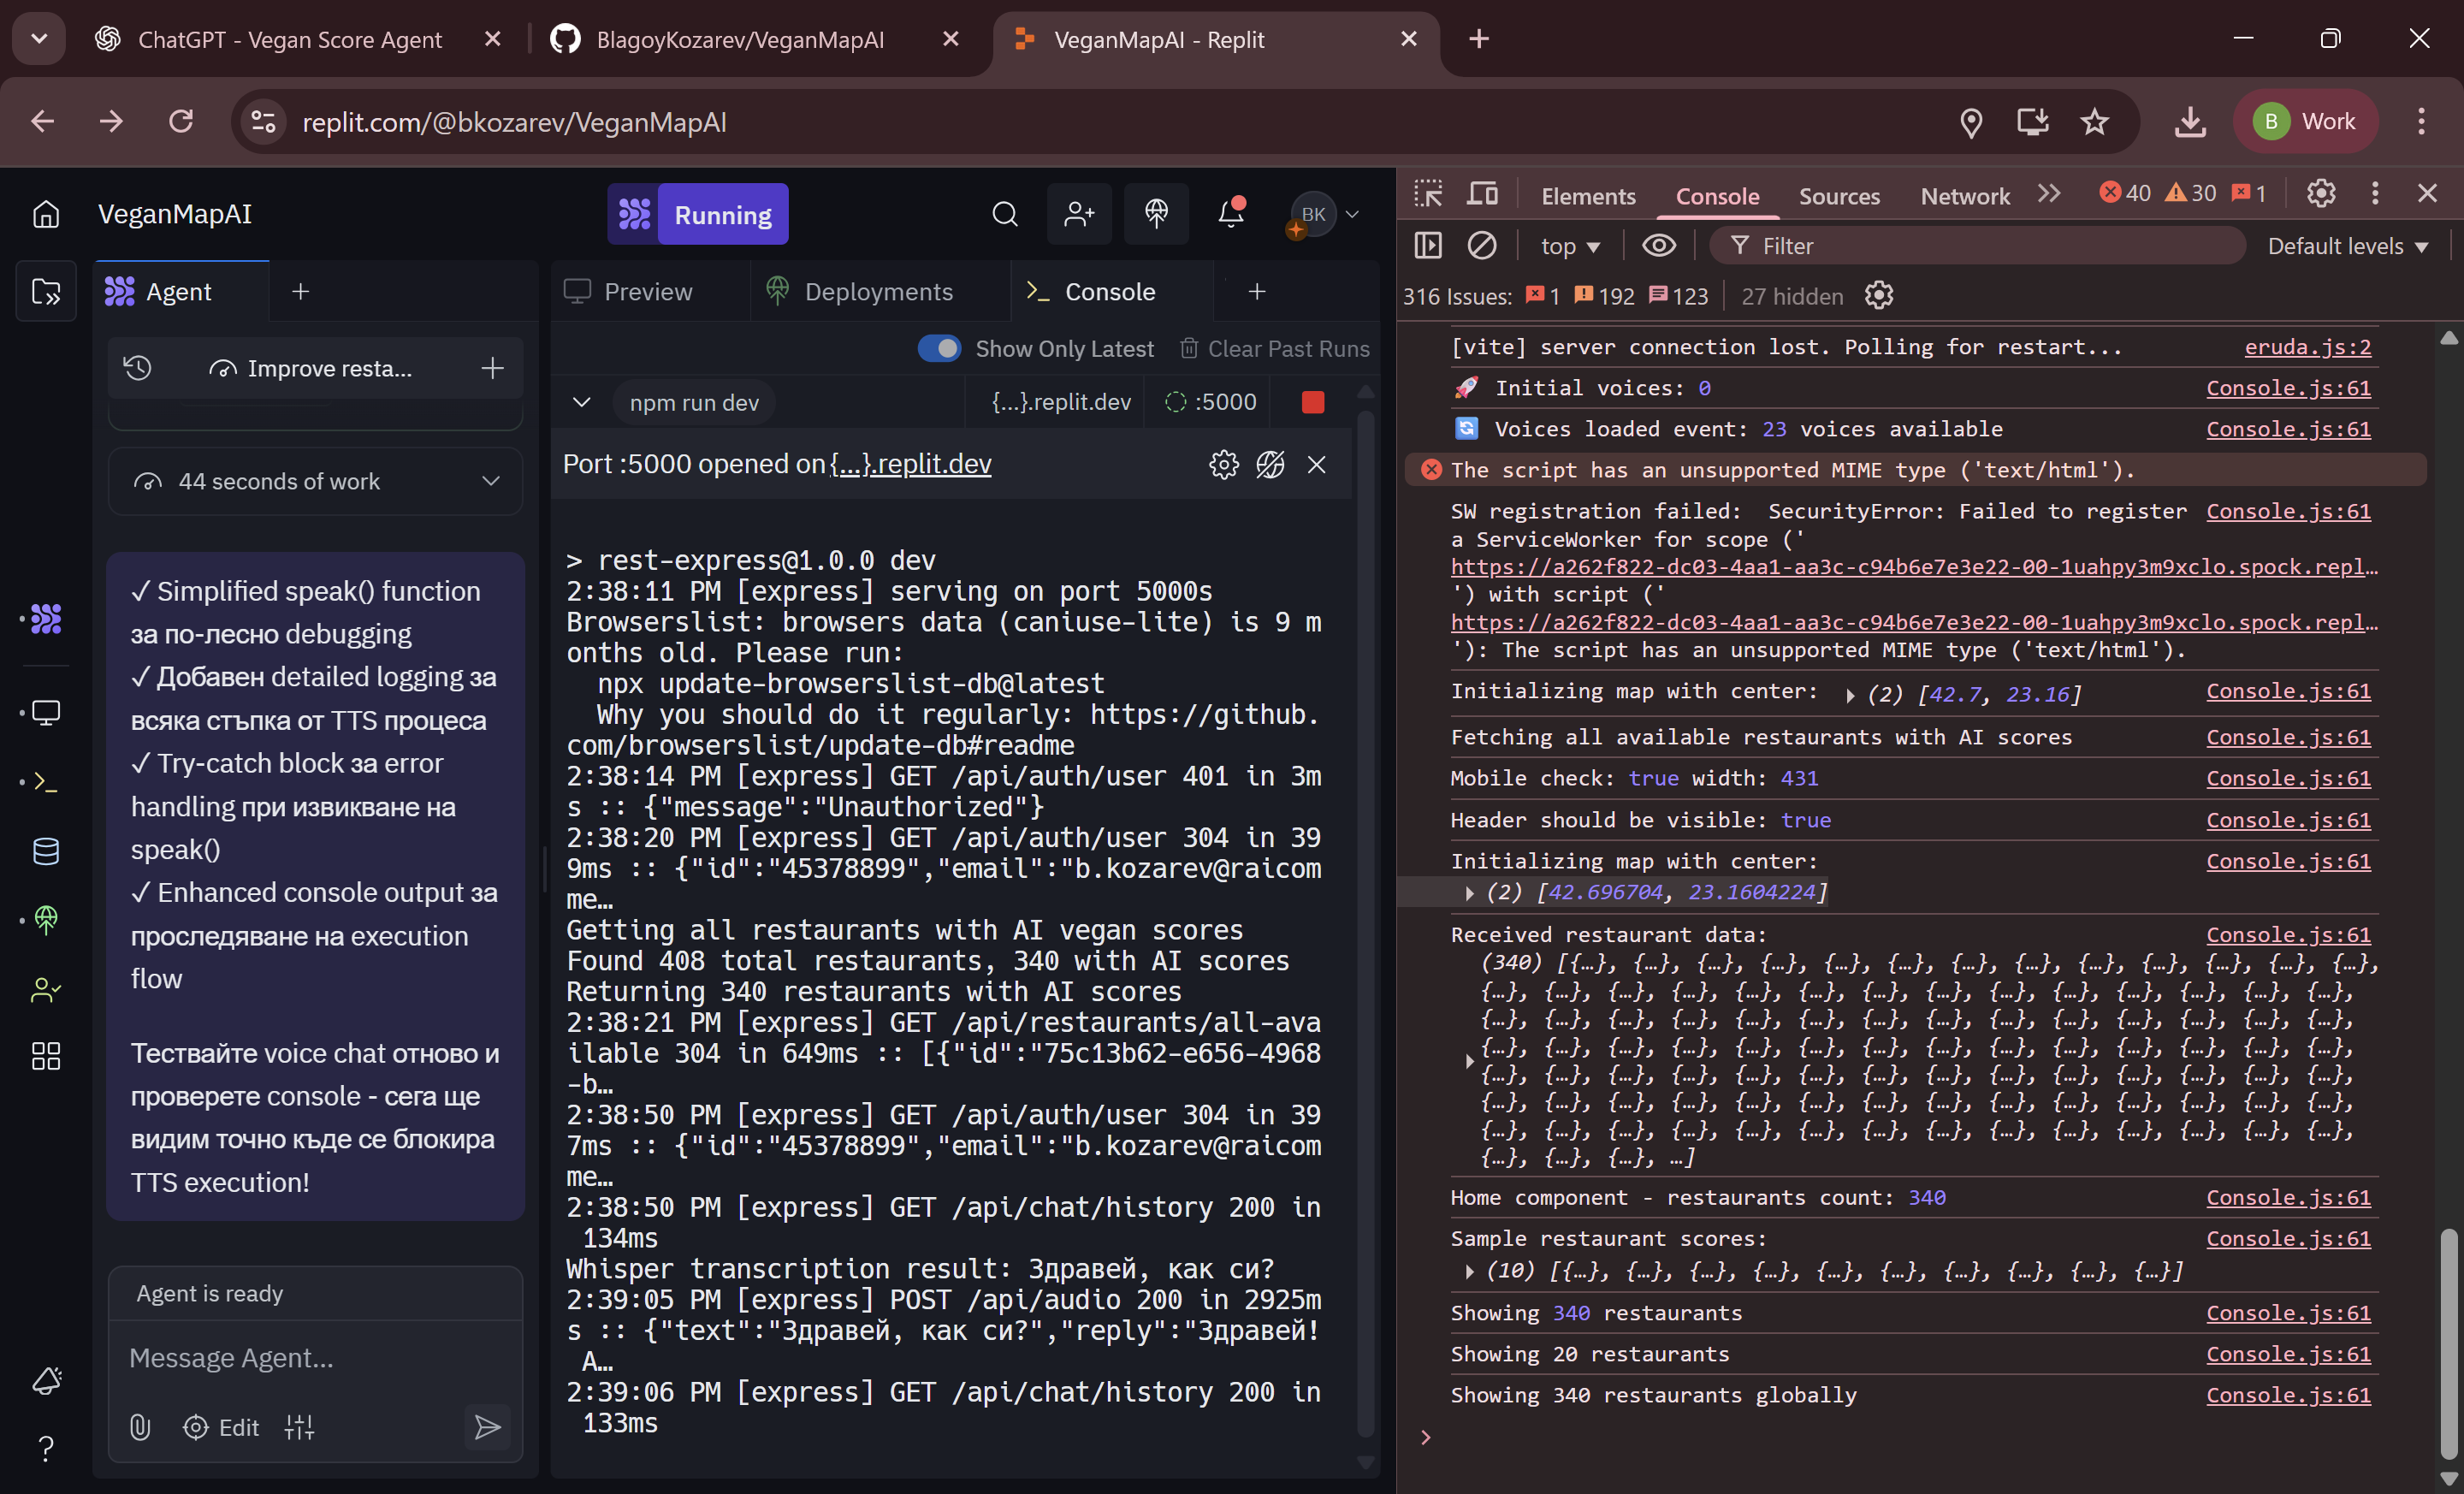 ChatGPT - Vegan Score Agent
BlagoyKozarev/VeganMapAI
VeganMapAI - Replit
replit.com/@bkozarev/VeganMapAI
B Work
VeganMapAI
Running
BK
Agent
Improve resta...
44 seconds of work
✓ Simplified speak() function
за по-лесно debugging
✓ Добавен detailed logging за
всяка стъпка от TTS процеса
✓ Try-catch block за error
handling при извикване на
speak()
✓ Enhanced console output за
проследяване на execution
flow
Тествайте voice chat отново и
проверете console - сега ще
видим точно къде се блокира
TTS execution!
Agent is ready
Message Agent...
Edit
Preview
Deployments
Console
Show Only Latest
Clear Past Runs
npm run dev
{...}.replit.dev
:5000
Port :5000 opened on {...}.replit.dev
> rest-express@1.0.0 dev
2:38:11 PM [express] serving on port 5000s
Browserslist: browsers data (caniuse-lite) is 9 m
onths old. Please run:
npx update-browserslist-db@latest
Why you should do it regularly: https://github.
com/browserslist/update-db#readme
2:38:14 PM [express] GET /api/auth/user 401 in 3m
s :: {"message":"Unauthorized"}
2:38:20 PM [express] GET /api/auth/user 304 in 39
9ms :: {"id":"45378899","email":"b.kozarev@raicom
me…
Getting all restaurants with AI vegan scores
Found 408 total restaurants, 340 with AI scores
Returning 340 restaurants with AI scores
2:38:21 PM [express] GET /api/restaurants/all-ava
ilable 304 in 649ms :: [{"id":"75c13b62-e656-4968
-b…
2:38:50 PM [express] GET /api/auth/user 304 in 39
7ms :: {"id":"45378899","email":"b.kozarev@raicom
me…
2:38:50 PM [express] GET /api/chat/history 200 in
134ms
Whisper transcription result: Здравей, как си?
2:39:05 PM [express] POST /api/audio 200 in 2925m
s :: {"text":"Здравей, как си?","reply":"Здравей!
А…
2:39:06 PM [express] GET /api/chat/history 200 in
133ms
Elements
Console
Sources
Network
40
30
1
top
Filter
Default levels
316 Issues: 1 192 123
27 hidden
[vite] server connection lost. Polling for restart... eruda.js:2
🚀 Initial voices: 0 Console.js:61
🔄 Voices loaded event: 23 voices available Console.js:61
The script has an unsupported MIME type ('text/html').
SW registration failed: SecurityError: Failed to register Console.js:61
a ServiceWorker for scope ('
https://a262f822-dc03-4aa1-aa3c-c94b6e7e3e22-00-1uahpy3m9xclo.spock.repl…
') with script ('
https://a262f822-dc03-4aa1-aa3c-c94b6e7e3e22-00-1uahpy3m9xclo.spock.repl…
'): The script has an unsupported MIME type ('text/html').
Initializing map with center: (2) [42.7, 23.16] Console.js:61
Fetching all available restaurants with AI scores Console.js:61
Mobile check: true width: 431 Console.js:61
Header should be visible: true Console.js:61
Initializing map with center: Console.js:61
(2) [42.696704, 23.1604224]
Received restaurant data: Console.js:61
(340) [{…}, {…}, {…}, {…}, {…}, {…}, {…}, {…}, {…}, {…}, {…}, {…}, {…},
{…}, {…}, {…}, {…}, {…}, {…}, {…}, {…}, {…}, {…}, {…}, {…}, {…}, {…},
{…}, {…}, {…}, {…}, {…}, {…}, {…}, {…}, {…}, {…}, {…}, {…}, {…}, {…},
{…}, {…}, {…}, {…}, {…}, {…}, {…}, {…}, {…}, {…}, {…}, {…}, {…}, {…},
{…}, {…}, {…}, {…}, {…}, {…}, {…}, {…}, {…}, {…}, {…}, {…}, {…}, {…},
{…}, {…}, {…}, {…}, {…}, {…}, {…}, {…}, {…}, {…}, {…}, {…}, {…}, {…},
{…}, {…}, {…}, {…}, {…}, {…}, {…}, {…}, {…}, {…}, {…}, {…}, {…}, {…},
{…}, {…}, {…}, …]
Home component - restaurants count: 340 Console.js:61
Sample restaurant scores: Console.js:61
(10) [{…}, {…}, {…}, {…}, {…}, {…}, {…}, {…}, {…}, {…}]
Showing 340 restaurants Console.js:61
Showing 20 restaurants Console.js:61
Showing 340 restaurants globally Console.js:61